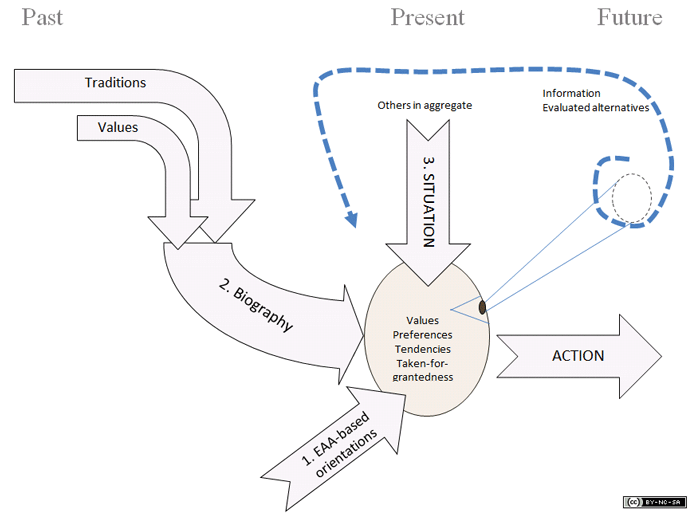 Past
Present
Future
Traditions
Values
Others in aggregate
Information
Evaluated alternatives
3. SITUATION
2. Biography
Values
Preferences
Tendencies
Taken-for-
grantedness
ACTION
1. EAA-based
orientations
cc BY-NC-SA